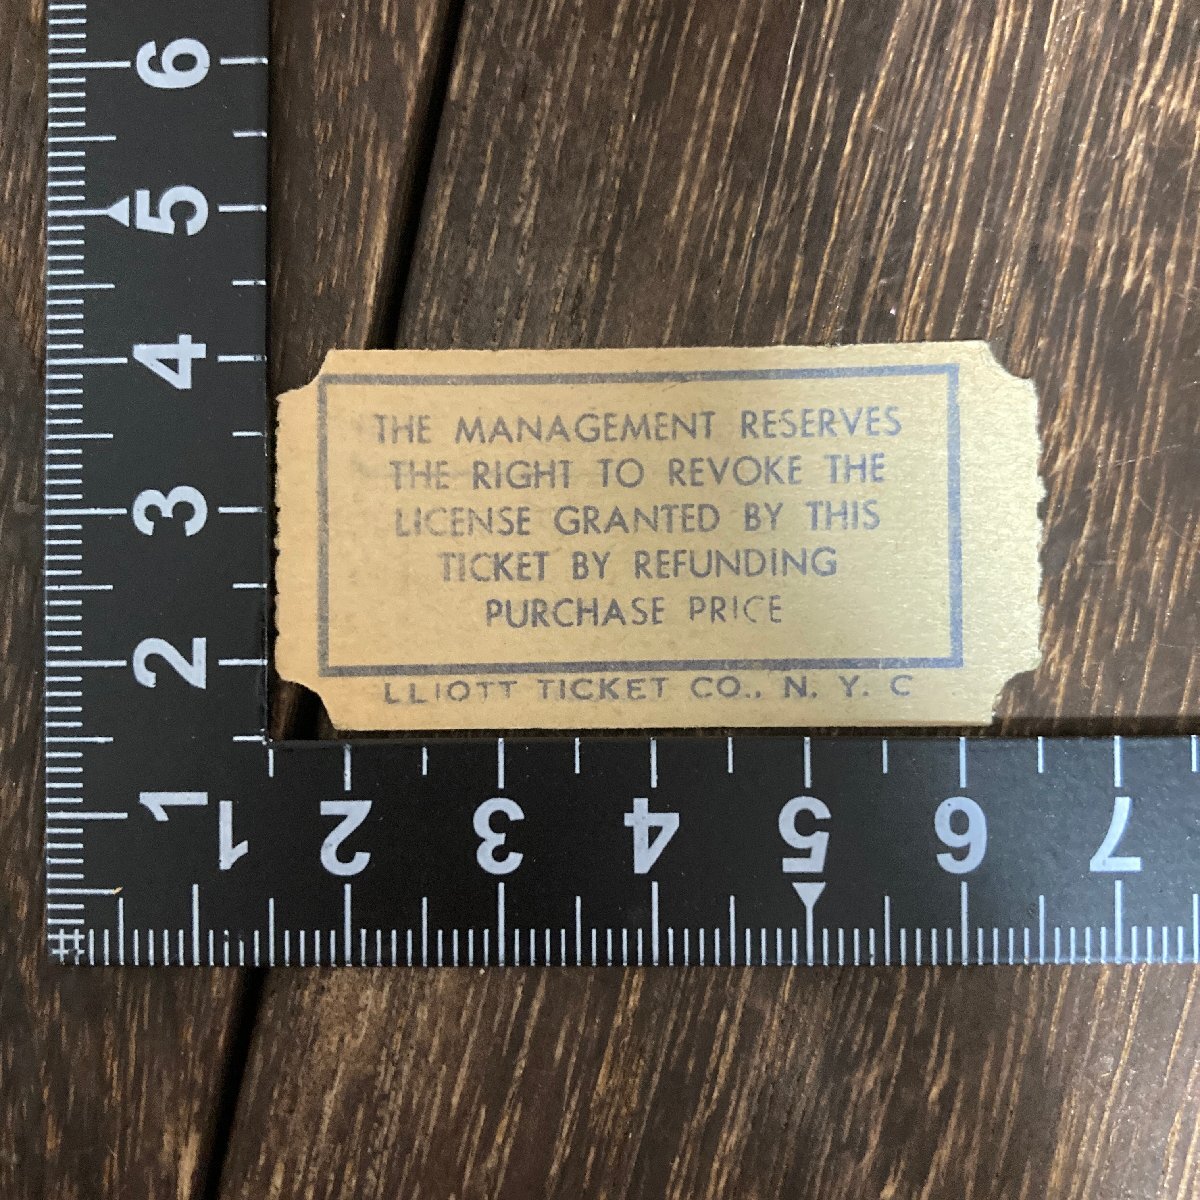 THE MANAGEMENT RESERVES
THE RIGHT TO REVOKE THE
LICENSE GRANTED BY THIS
TICKET BY REFUNDING
PURCHASE PRICE
LLIOTT TICKET CO., N. Y. C
6
5
4
3
2
1
1 2 3 4 5 6 7